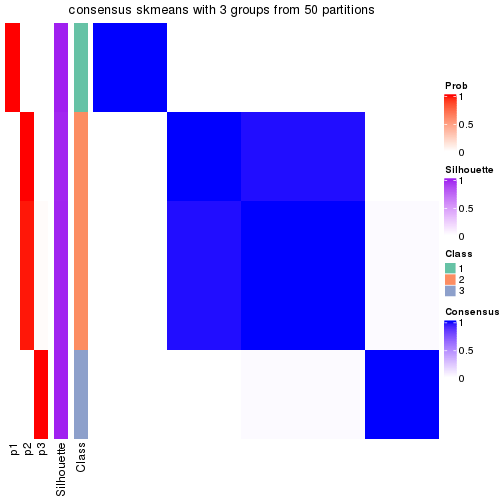 consensus skmeans with 3 groups from 50 partitions
Prob
1
0.5
0
Silhouette
1
0.5
0
Class
1
2
3
Consensus
1
0.5
0
p1
p2
p3
Silhouette
Class